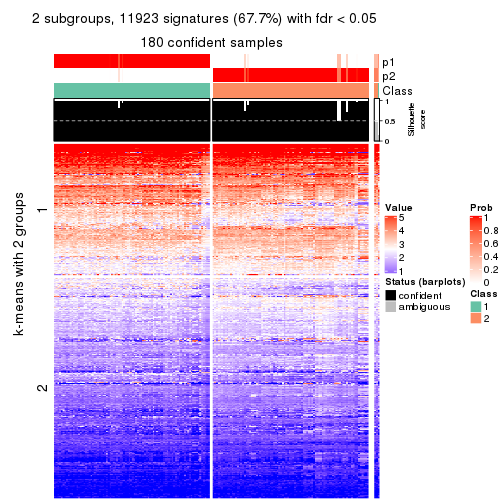 2 subgroups, 11923 signatures (67.7%) with fdr < 0.05
180 confident samples
p1
p2
Class
1
0.5
0
Silhouette
score
k-means with 2 groups
1
2
Value
5
4
3
2
1
Status (barplots)
confident
ambiguous
Prob
1
0.8
0.6
0.4
0.2
0
Class
1
2